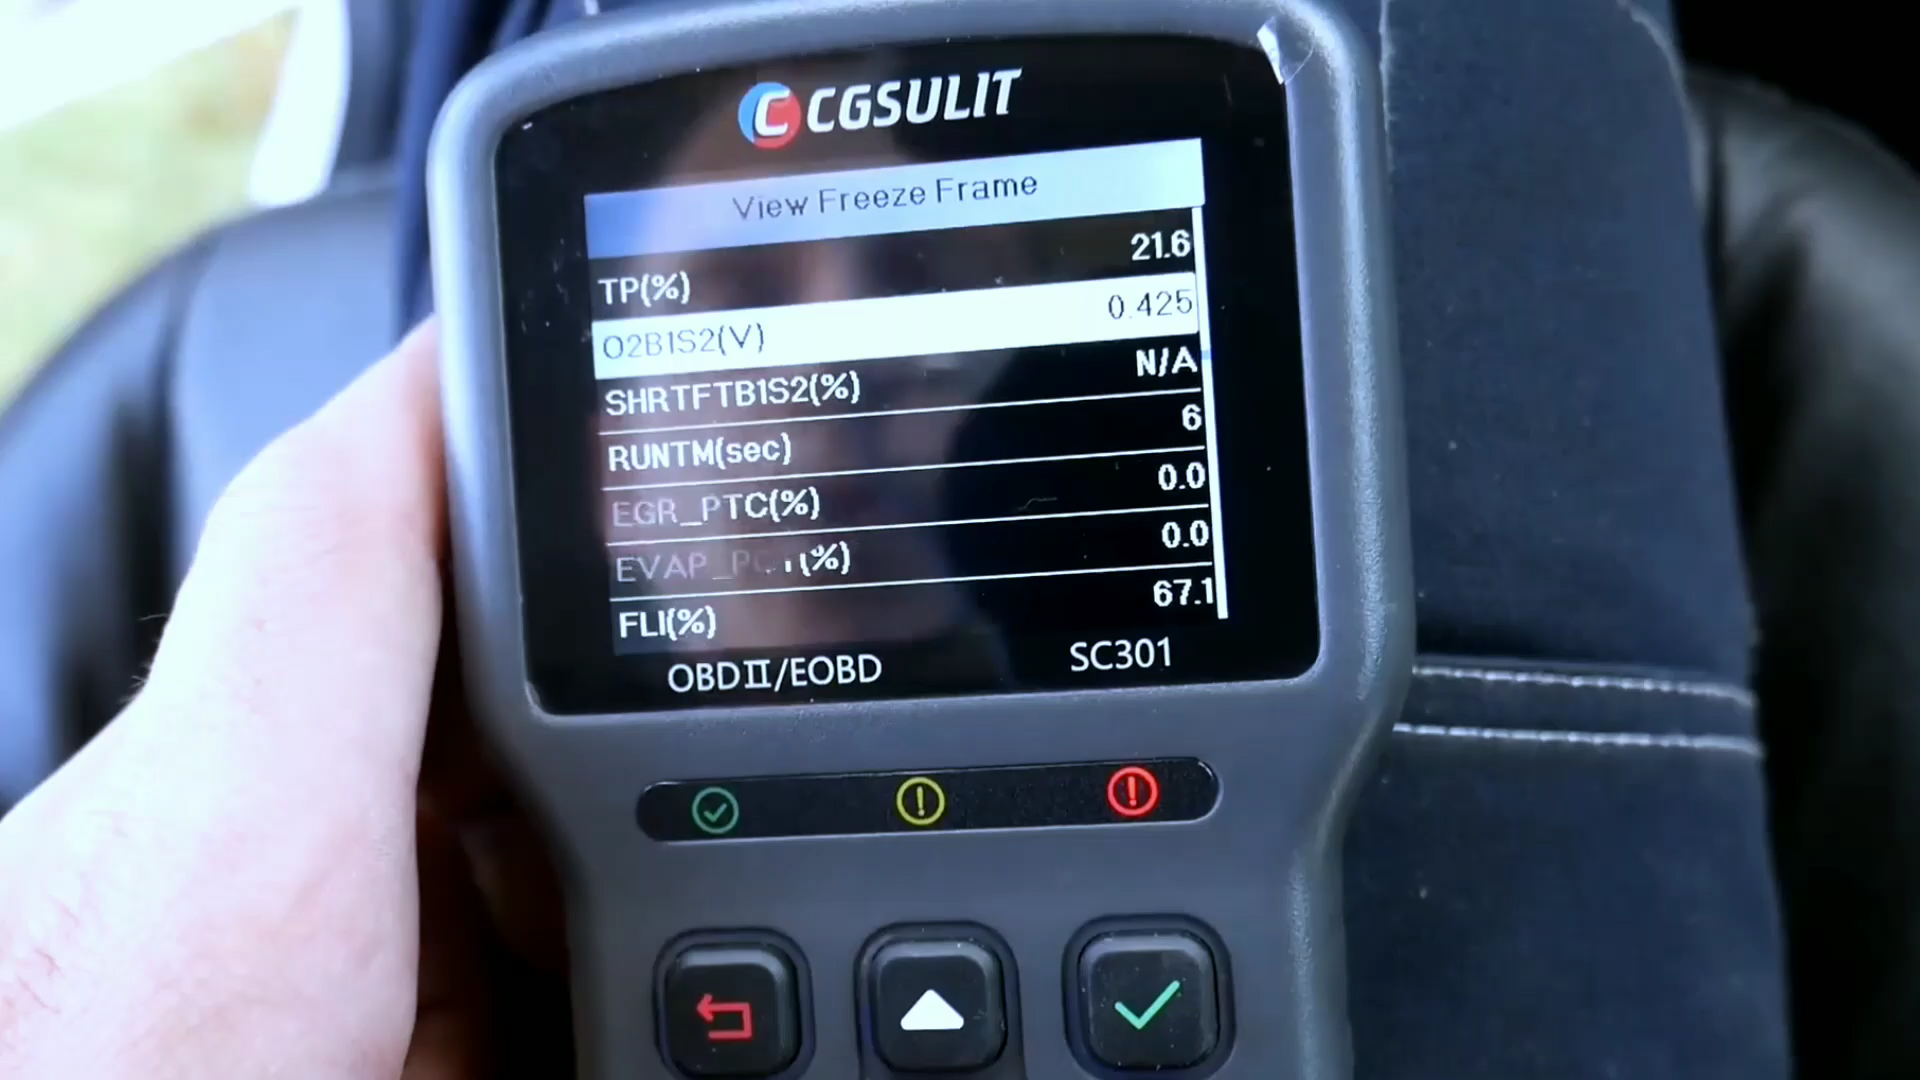 CGSULIT
View Freeze Frame
TP(%) 21.6
O2B1S2(V) 0.425
SHRTFTB1S2(%) N/A
RUNTM(sec) 6
EGR_PTC(%) 0.0
(%) 0.0
FLI(%) 67.1
OBDII/EOBD SC301